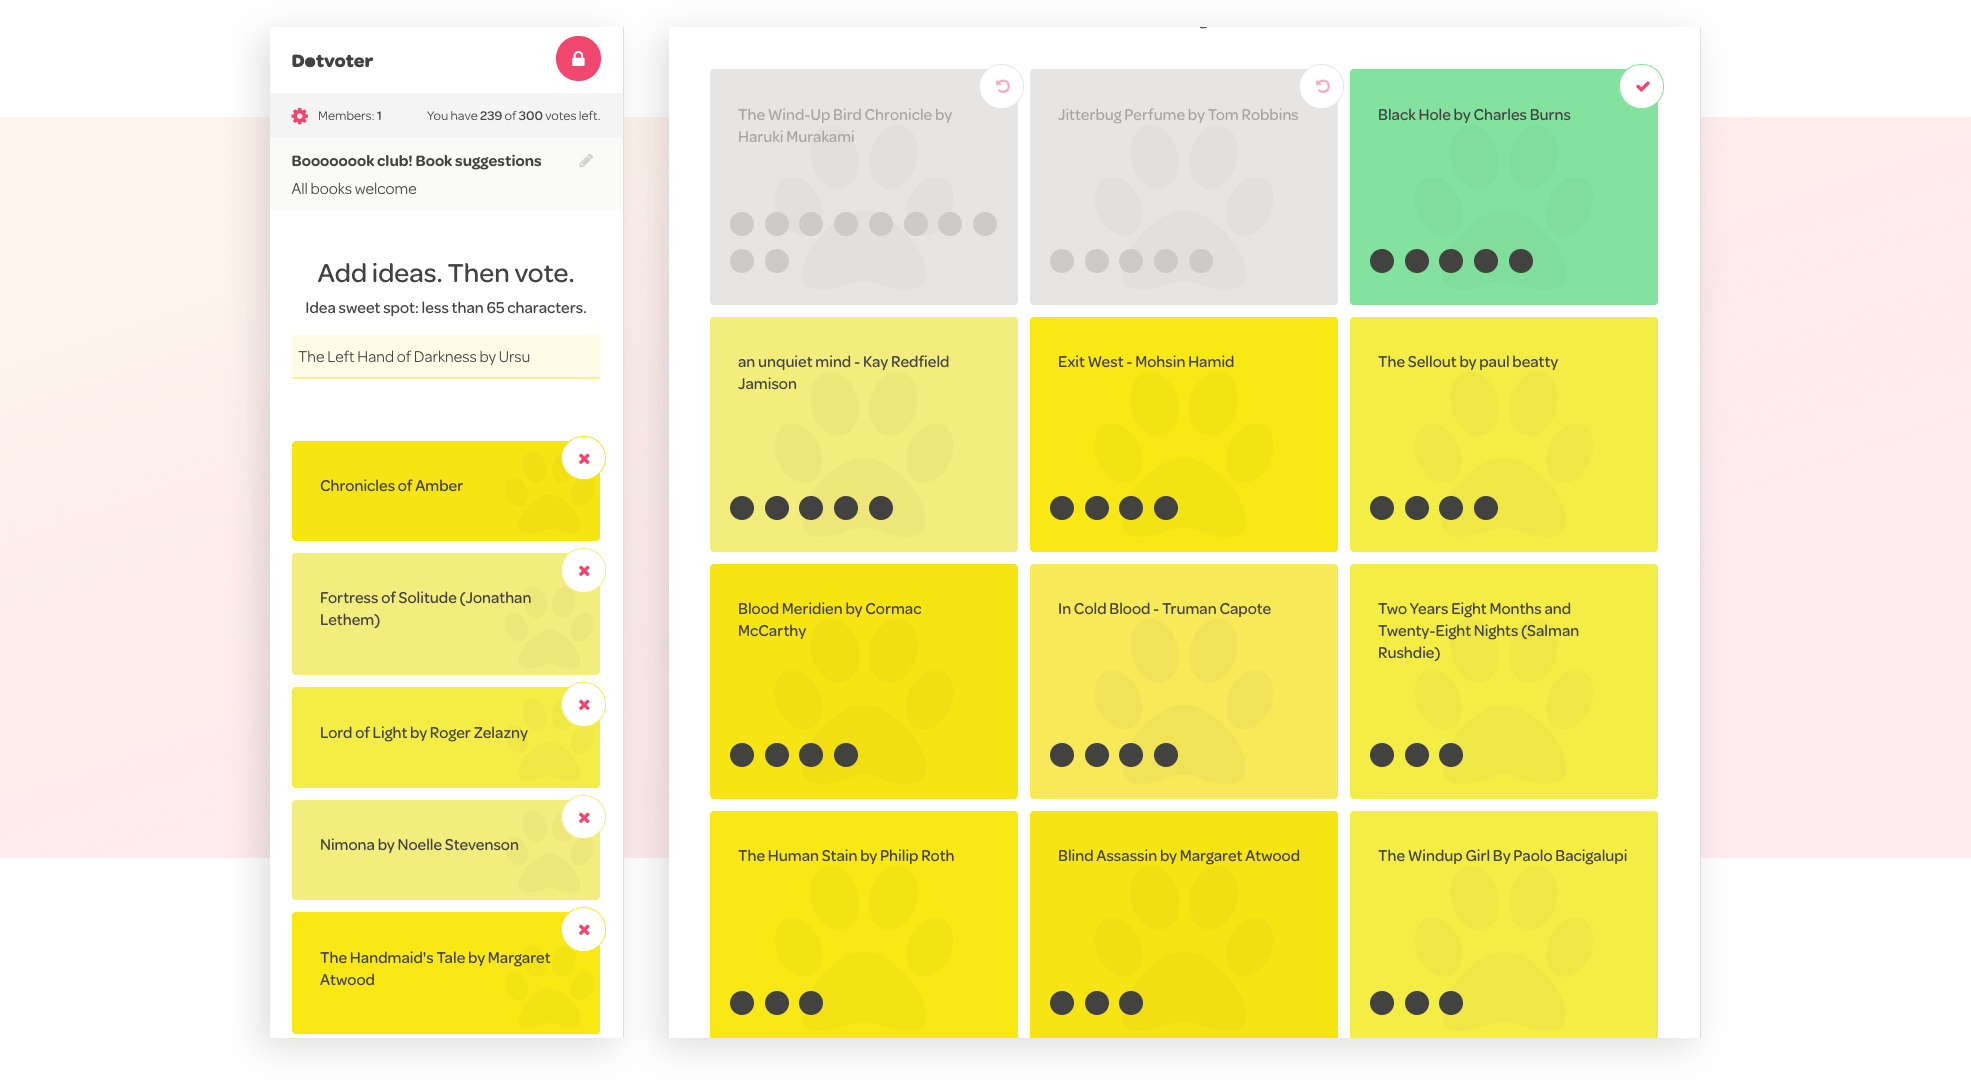 Dotvoter
Members: 1
You have 239 of 300 votes left.
Boooooook club! Book suggestions
All books welcome
Add ideas. Then vote.
Idea sweet spot: less than 65 characters.
The Left Hand of Darkness by Ursu
Chronicles of Amber
Fortress of Solitude (Jonathan
Lethem)
Lord of Light by Roger Zelazny
Nimona by Noelle Stevenson
The Handmaid's Tale by Margaret
Atwood
The Wind-Up Bird Chronicle by
Haruki Murakami
Jitterbug Perfume by Tom Robbins
Black Hole by Charles Burns
an unquiet mind - Kay Redfield
Jamison
Exit West - Mohsin Hamid
The Sellout by paul beatty
Blood Meridien by Cormac
McCarthy
In Cold Blood - Truman Capote
Two Years Eight Months and
Twenty-Eight Nights (Salman
Rushdie)
The Human Stain by Philip Roth
Blind Assassin by Margaret Atwood
The Windup Girl By Paolo Bacigalupi